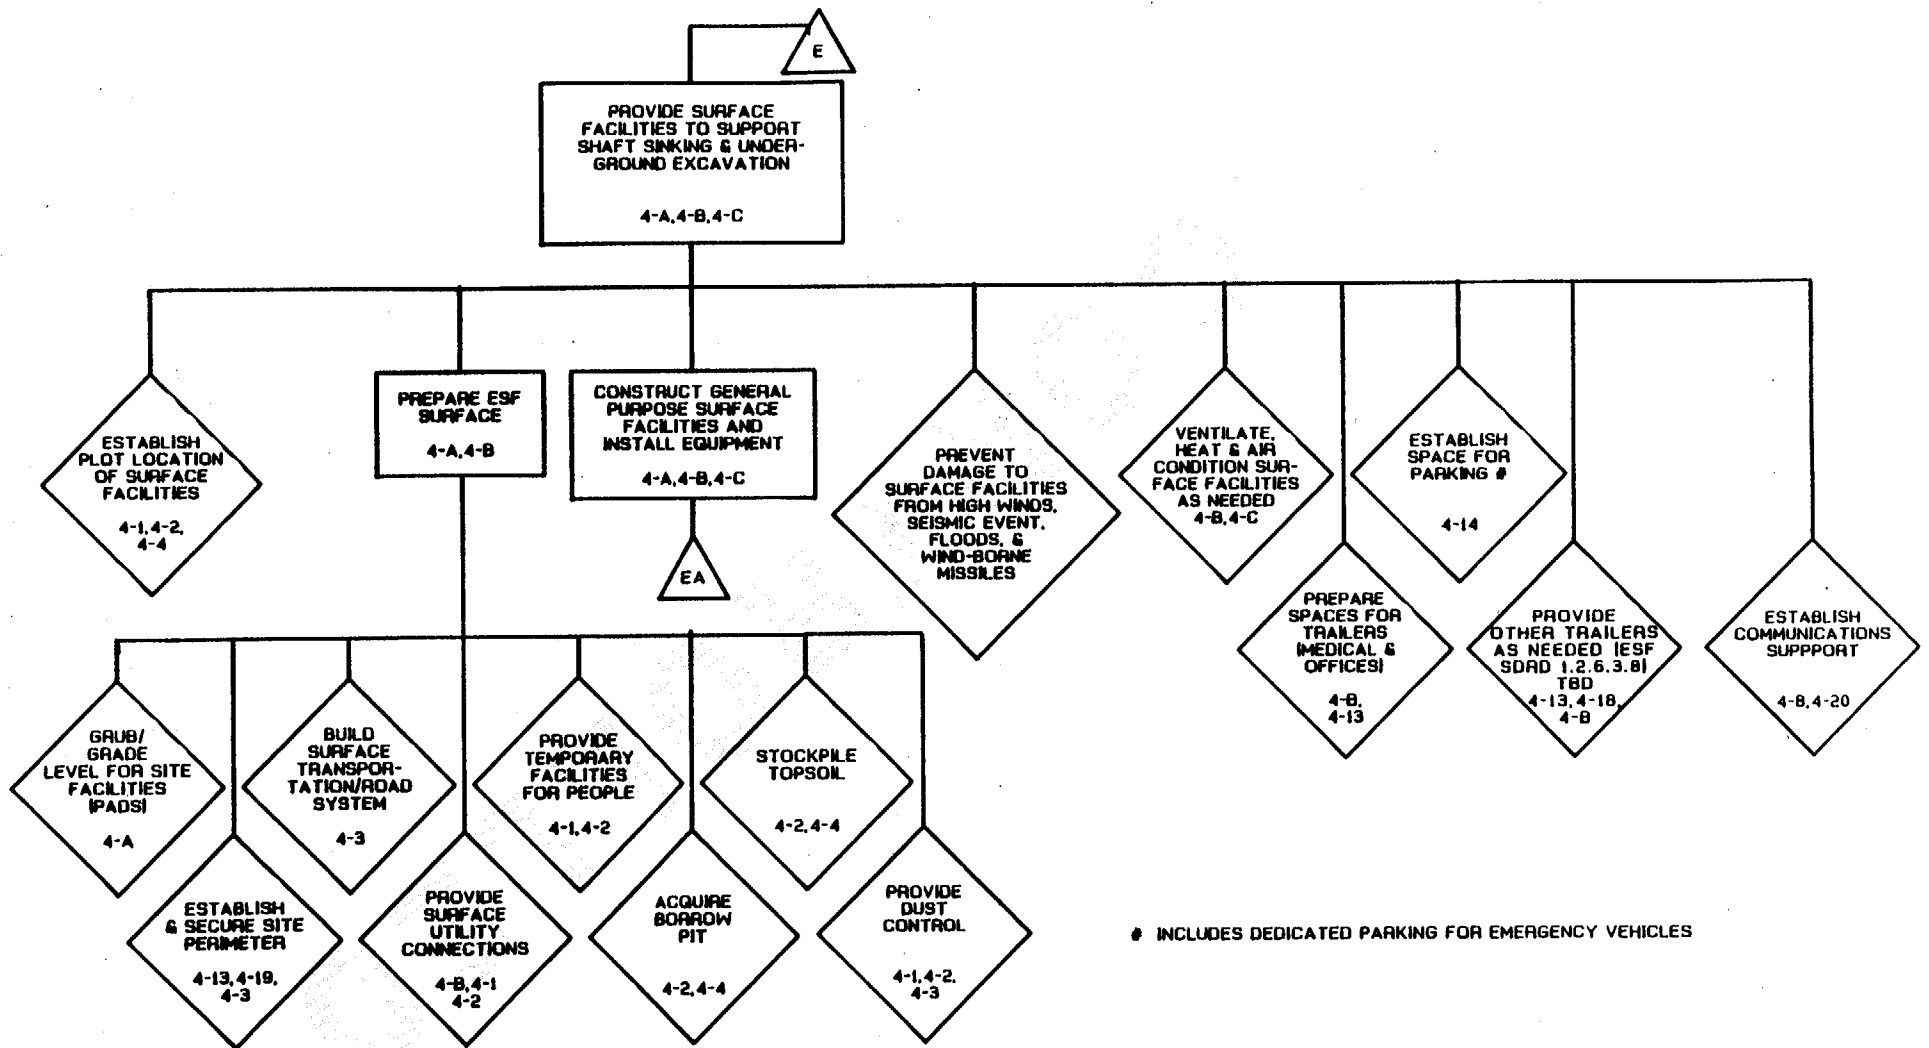 E
PROVIDE SURFACE
FACILITIES TO SUPPORT
SHAFT SINKING & UNDER-
GROUND EXCAVATION
4-A,4-B,4-C
ESTABLISH
PLOT LOCATION
OF SURFACE
FACILITIES
4-1,4-2,
4-4
PREPARE ESF
SURFACE
4-A,4-B
CONSTRUCT GENERAL
PURPOSE SURFACE
FACILITIES AND
INSTALL EQUIPMENT
4-A,4-B,4-C
EA
PREVENT
DAMAGE TO
SURFACE FACILITIES
FROM HIGH WINDS,
SEISMIC EVENT,
FLOODS, &
WIND-BORNE
MISSILES
VENTILATE,
HEAT & AIR
CONDITION SUR-
FACE FACILITIES
AS NEEDED
4-B,4-C
PREPARE
SPACES FOR
TRAILERS
(MEDICAL &
OFFICES)
4-B,
4-13
ESTABLISH
SPACE FOR
PARKING #
4-14
PROVIDE
OTHER TRAILERS
AS NEEDED (ESF
SDRD 1.2.6.3.8)
TBD
4-13,4-18,
4-B
ESTABLISH
COMMUNICATIONS
SUPPPORT
4-B,4-20
GRUB/
GRADE
LEVEL FOR SITE
FACILITIES
(PADS)
4-A
ESTABLISH
& SECURE SITE
PERIMETER
4-13,4-19,
4-3
BUILD
SURFACE
TRANSPOR-
TATION/ROAD
SYSTEM
4-3
PROVIDE
SURFACE
UTILITY
CONNECTIONS
4-B,4-1
4-2
PROVIDE
TEMPORARY
FACILITIES
FOR PEOPLE
4-1,4-2
ACQUIRE
BORROW
PIT
4-2,4-4
STOCKPILE
TOPSOIL
4-2,4-4
PROVIDE
DUST
CONTROL
4-1,4-2,
4-3
# INCLUDES DEDICATED PARKING FOR EMERGENCY VEHICLES